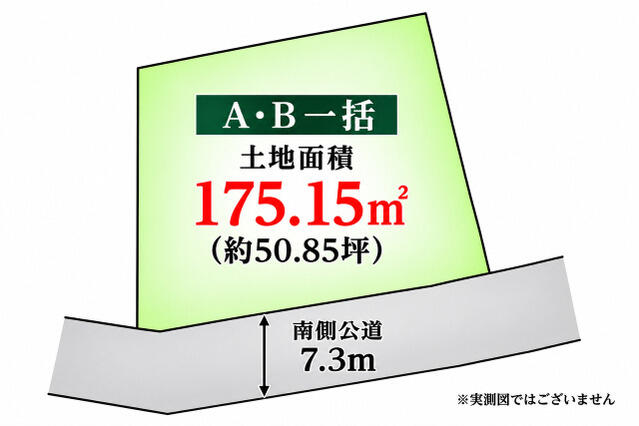 A・B一括
土地面積
175.15㎡
（約50.85坪）
南側公道
7.3m
※実測図ではございません